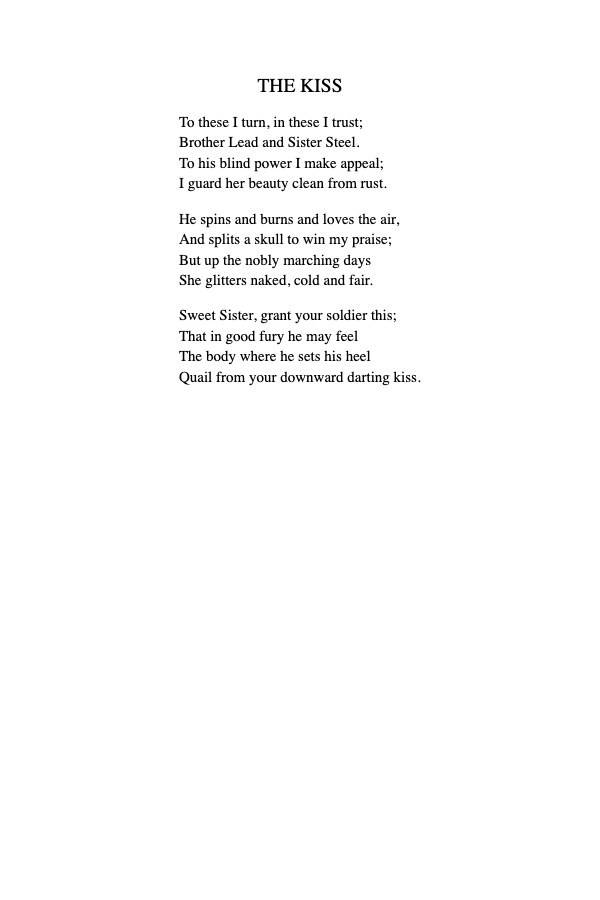 THE KISS
To these I turn, in these I trust;
Brother Lead and Sister Steel.
To his blind power I make appeal;
I guard her beauty clean from rust.
He spins and burns and loves the air,
And splits a skull to win my praise;
But up the nobly marching days
She glitters naked, cold and fair.
Sweet Sister, grant your soldier this;
That in good fury he may feel
The body where he sets his heel
Quail from your downward darting kiss.